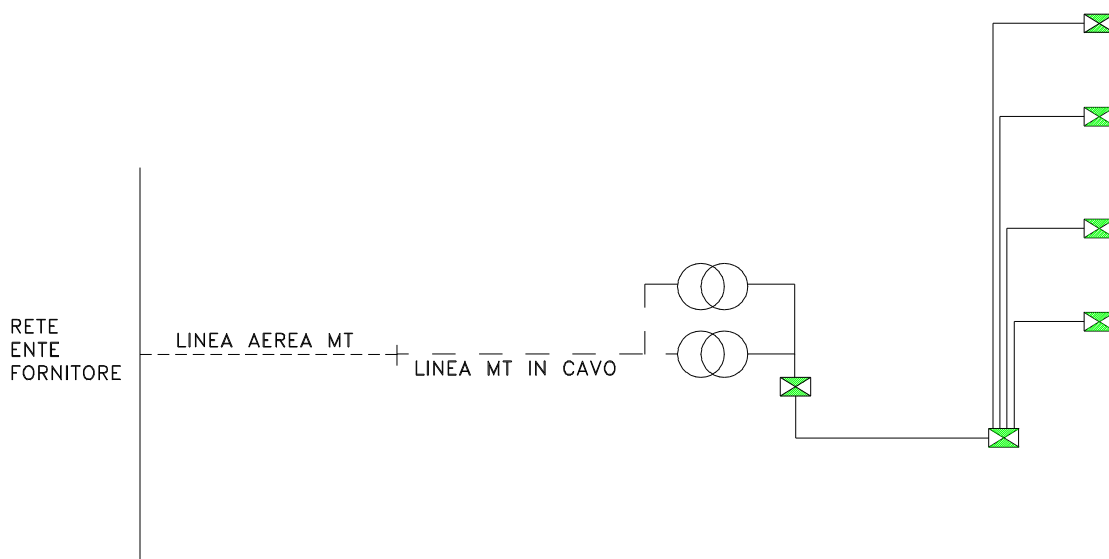 RETE
ENTE
FORNITORE
LINEA AEREA MT
LINEA MT IN CAVO